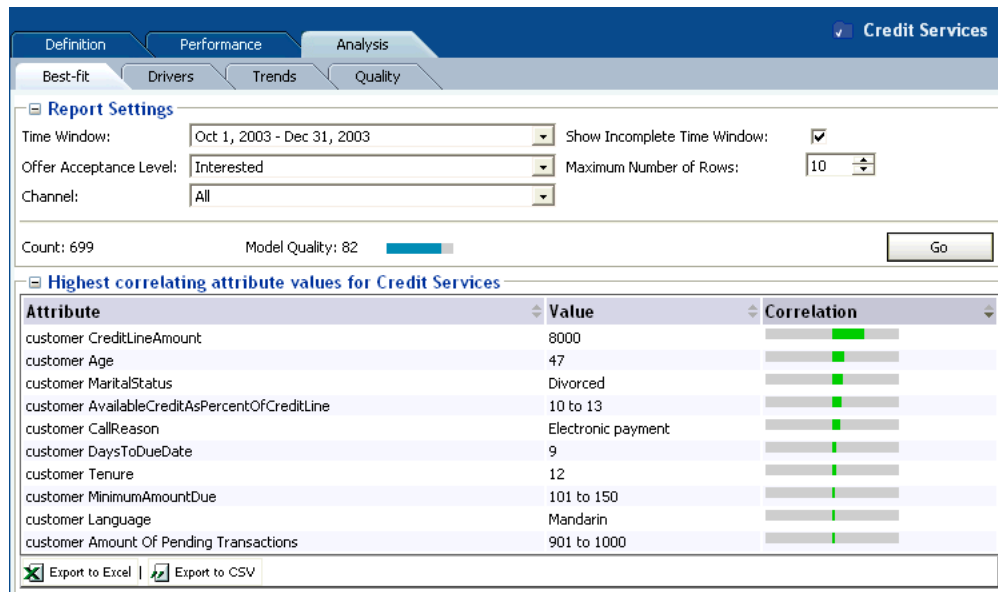 Credit Services
Definition Performance Analysis
Best-fit Drivers Trends Quality
Report Settings
Time Window: Oct 1, 2003 - Dec 31, 2003 Show Incomplete Time Window:
Offer Acceptance Level: Interested Maximum Number of Rows: 10
Channel: All
Count: 699 Model Quality: 82 Go
Highest correlating attribute values for Credit Services
Attribute Value Correlation
customer CreditLineAmount 8000
customer Age 47
customer MaritalStatus Divorced
customer AvailableCreditAsPercentOfCreditLine 10 to 13
customer CallReason Electronic payment
customer DaysToDueDate 9
customer Tenure 12
customer MinimumAmountDue 101 to 150
customer Language Mandarin
customer Amount Of Pending Transactions 901 to 1000
Export to Excel | Export to CSV